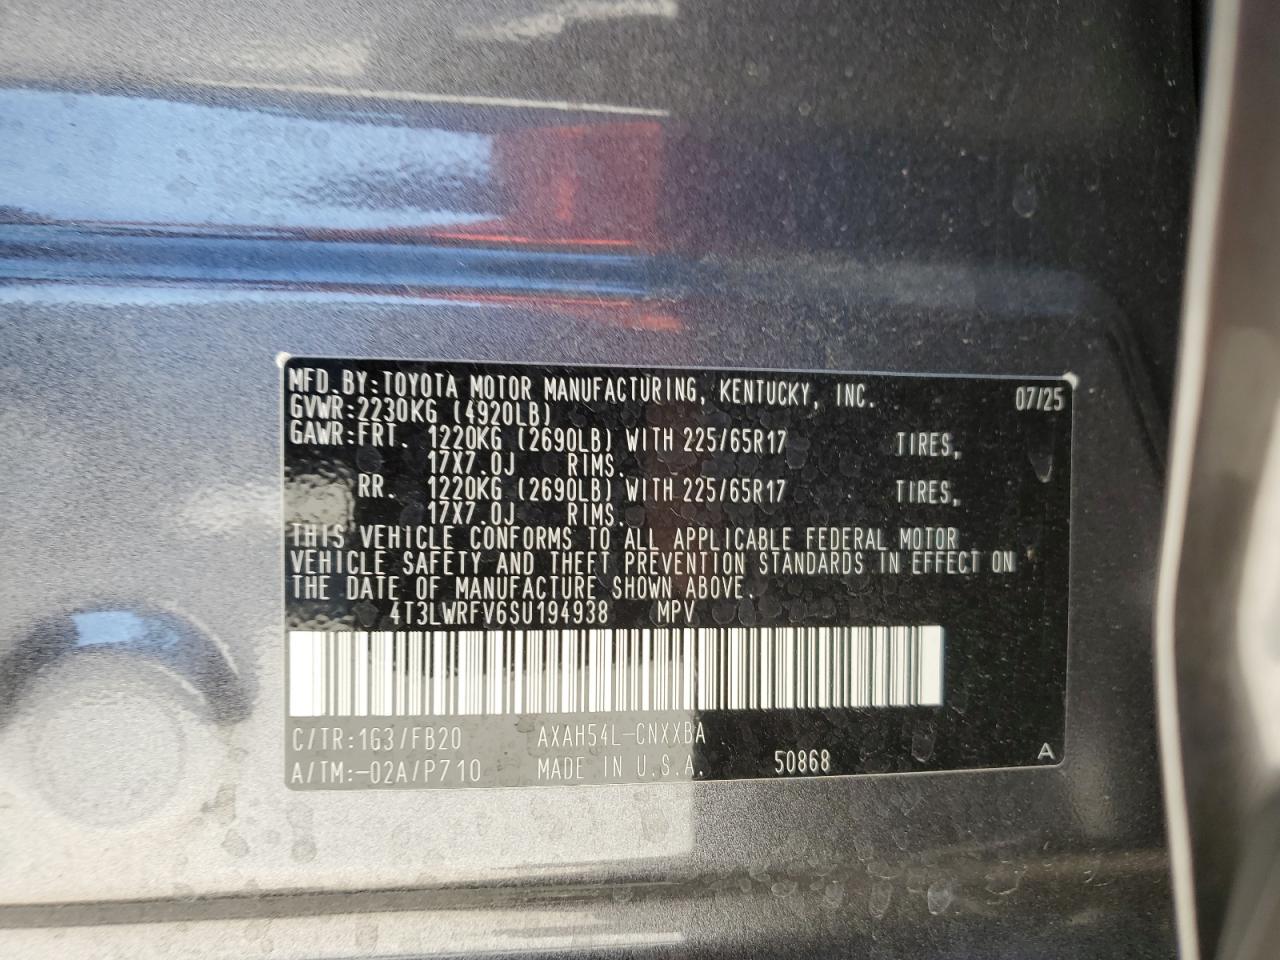 MFD.BY:TOYOTA MOTOR MANUFACTURING, KENTUCKY, INC. 07/25
GVWR:2230KG (4920LB)
GAWR:FRT. 1220KG (2690LB) WITH 225/65R17 TIRES,
17X7.0J RIMS.
RR. 1220KG (2690LB) WITH 225/65R17 TIRES,
17X7.0J RIMS.
THIS VEHICLE CONFORMS TO ALL APPLICABLE FEDERAL MOTOR
VEHICLE SAFETY AND THEFT PREVENTION STANDARDS IN EFFECT ON
THE DATE OF MANUFACTURE SHOWN ABOVE.
4T3LWRFV6SU194938 MPV
C/TR:1G3/FB20 AXAH54L-CNXXBA
A/TM:-02A/P710 MADE IN U.S.A. 50868 A